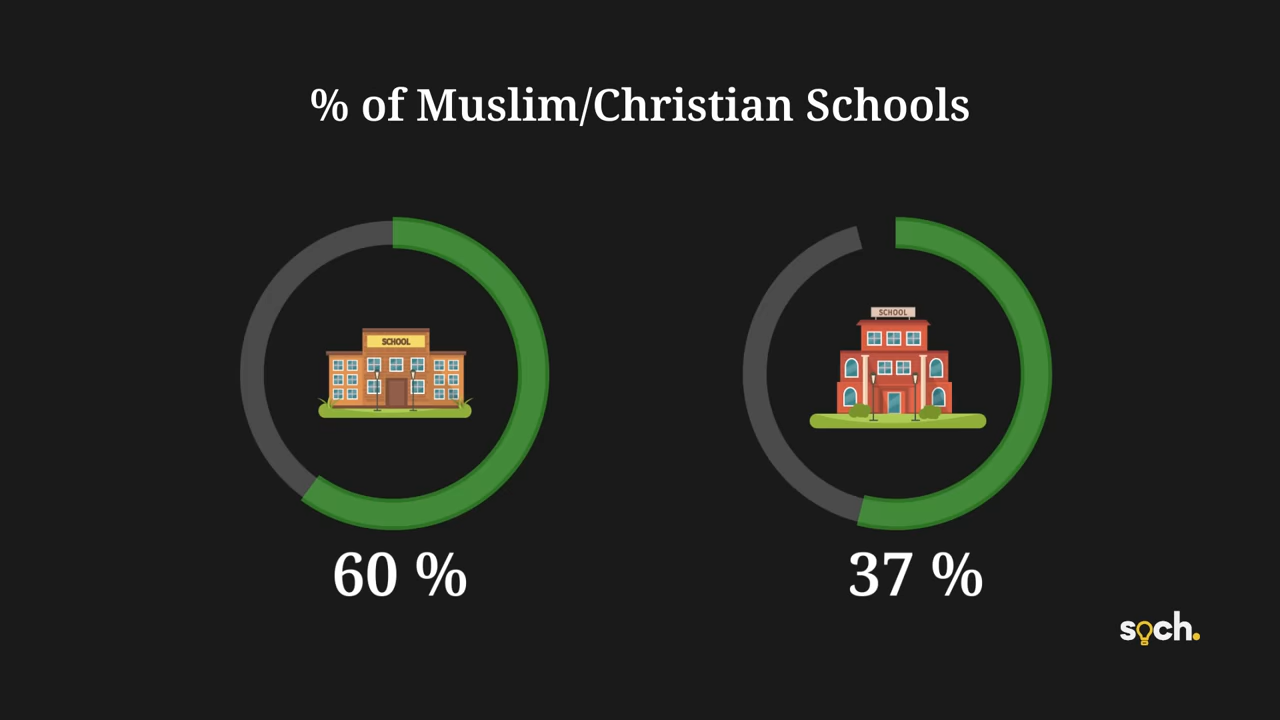 % of Muslim/Christian Schools
SCHOOL
SCHOOL
60 %
37 %
soch.